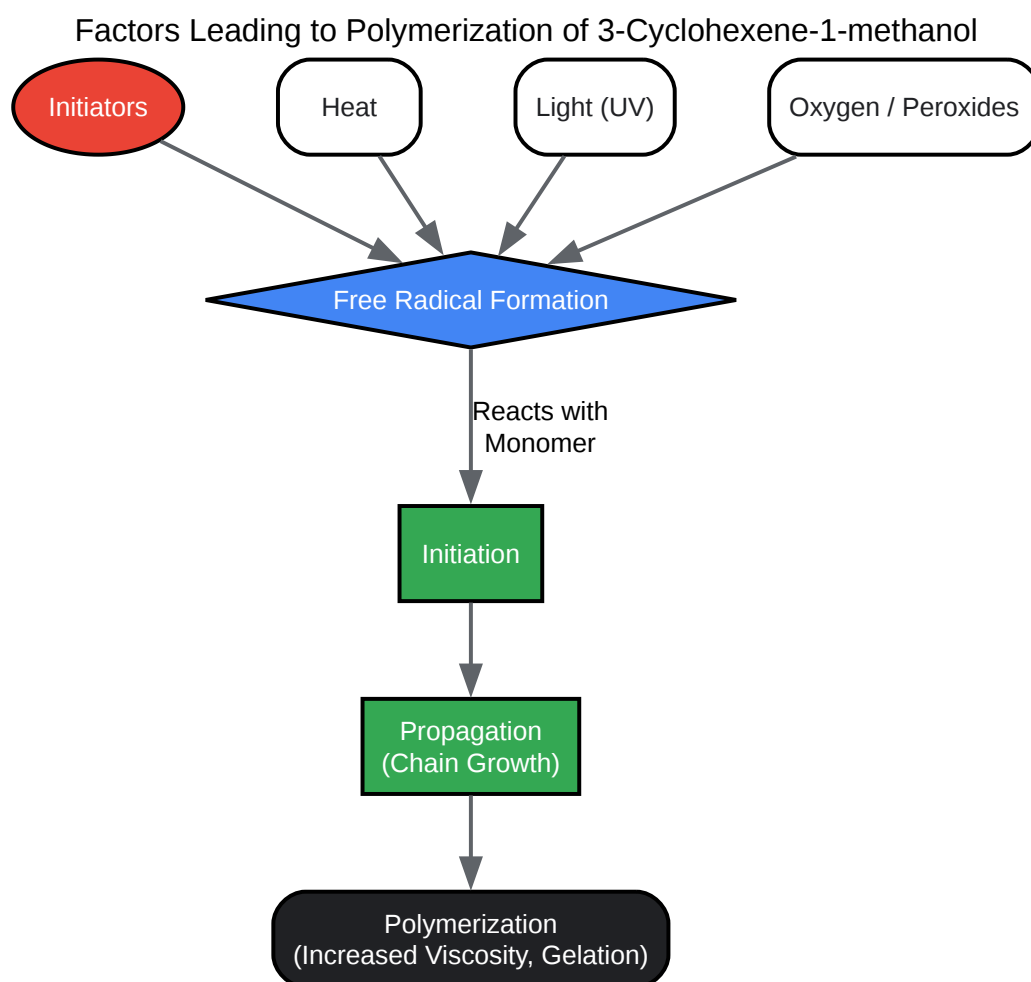 Factors Leading to Polymerization of 3-Cyclohexene-1-methanol
Initiators
Heat
Light (UV)
Oxygen / Peroxides
Free Radical Formation
Reacts with
Monomer
Initiation
Propagation
(Chain Growth)
Polymerization
(Increased Viscosity, Gelation)